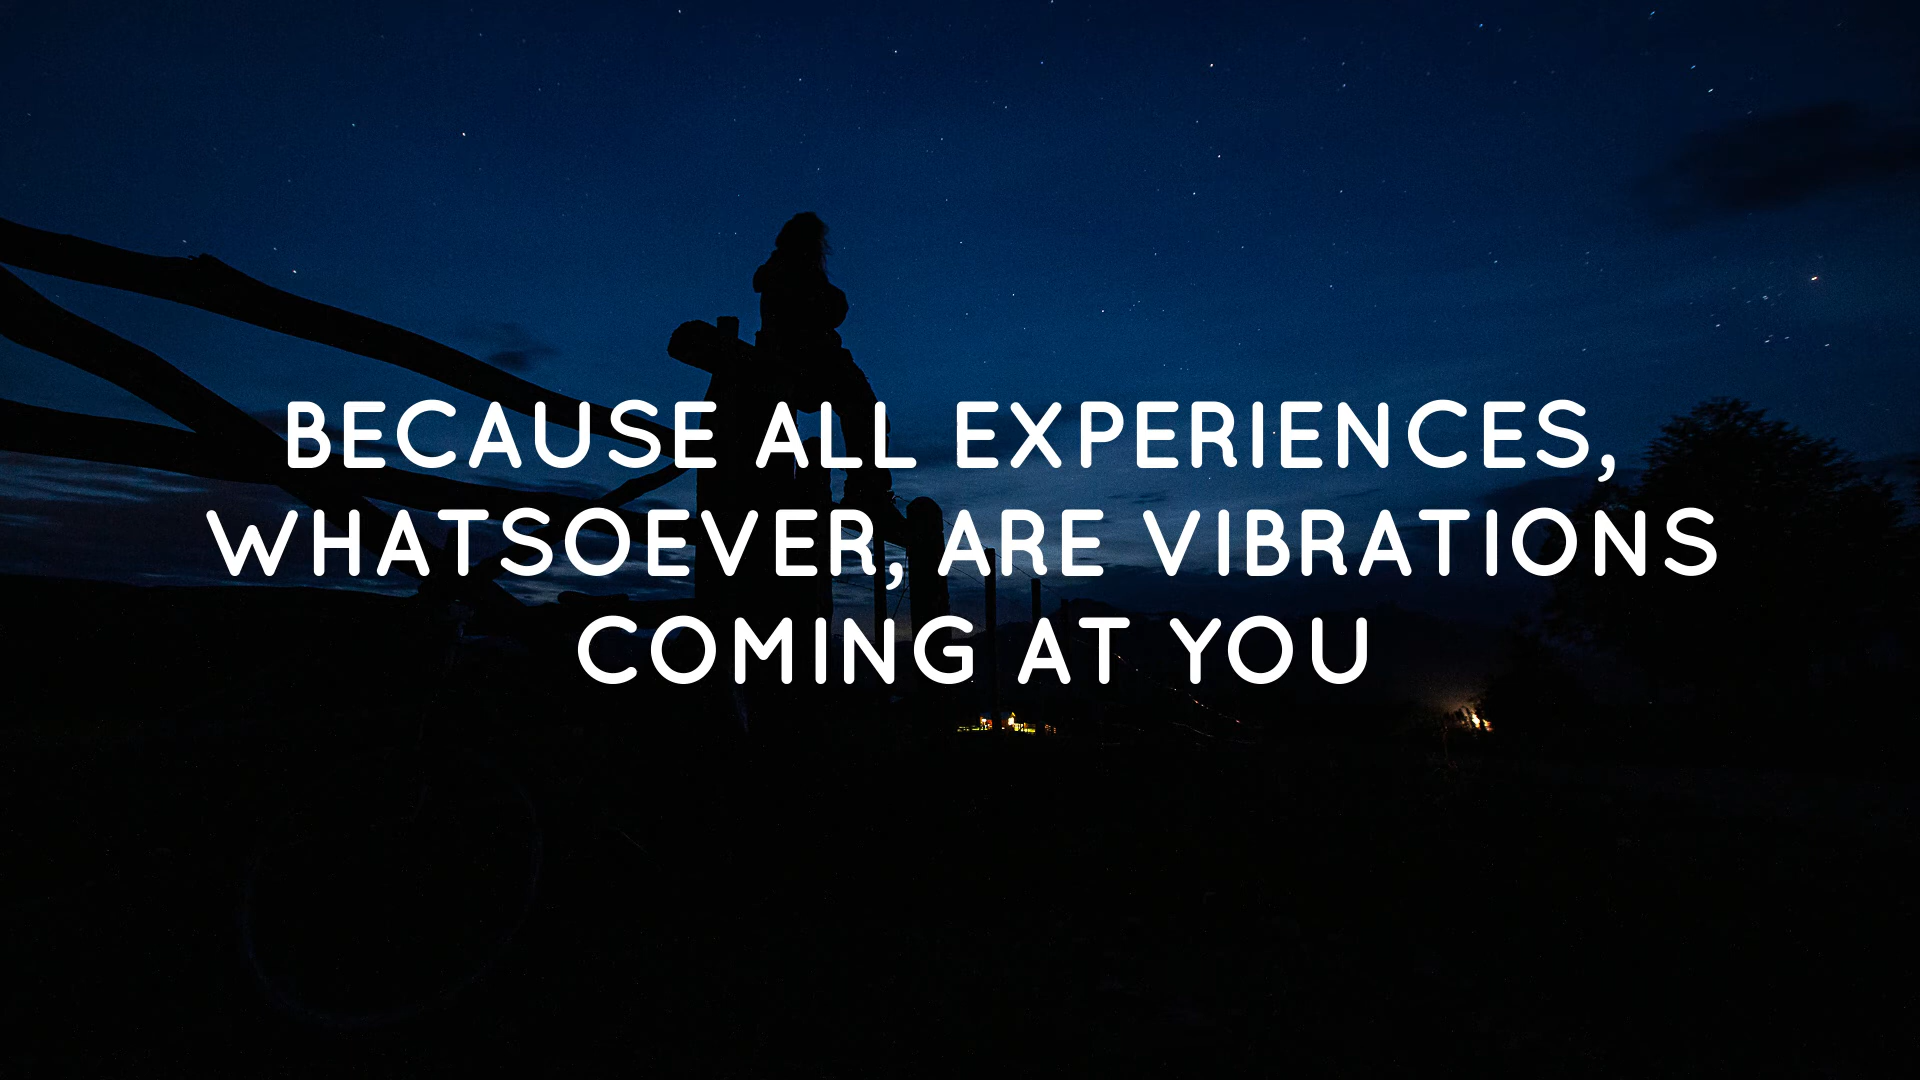 BECAUSE ALL EXPERIENCES,
WHATSOEVER, ARE VIBRATIONS
COMING AT YOU